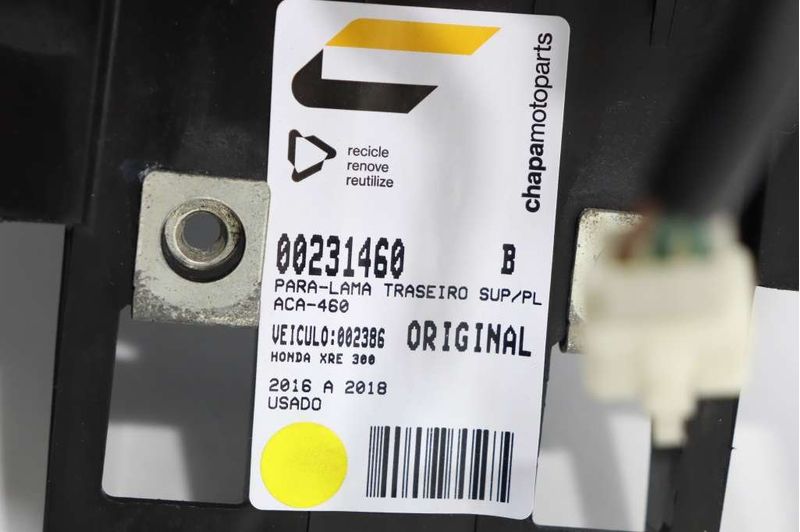 chapamotoparts
recicle
renove
reutilize
00231460 B
PARA-LAMA TRASEIRO SUP/PL
ACA-460
VEICULO:002386 ORIGINAL
HONDA XRE 300
2016 A 2018
USADO